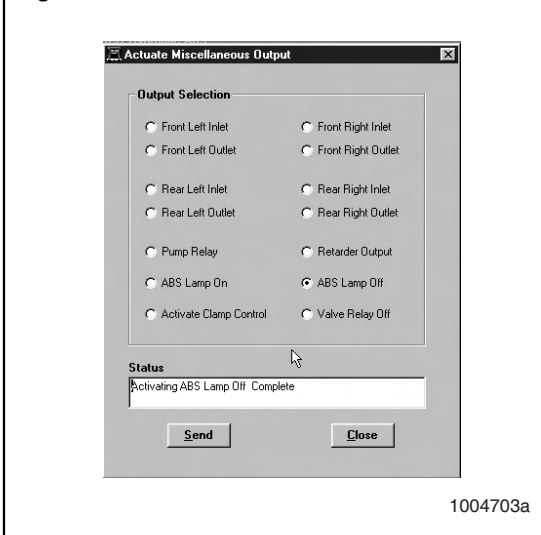 Actuate Miscellaneous Output
Output Selection
Front Left Inlet Front Right Inlet
Front Left Outlet Front Right Outlet
Rear Left Inlet Rear Right Inlet
Rear Left Outlet Rear Right Outlet
Pump Relay Retarder Output
ABS Lamp On ABS Lamp Off
Activate Clamp Control Valve Relay Off
Status
Activating ABS Lamp Off Complete
Send Close
1004703a